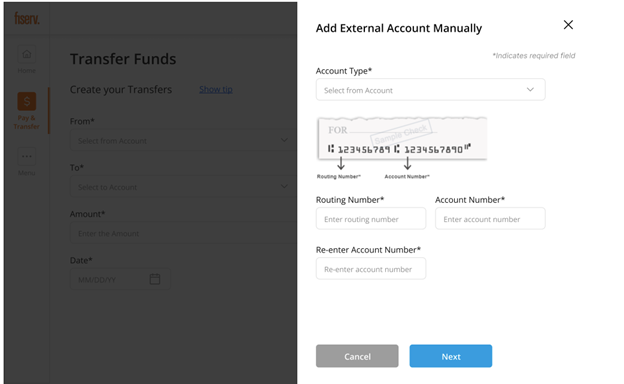 fiserv.
Home
Pay &
Transfer
Menu
Transfer Funds
Create your Transfers Show tip
From*
Select from Account
To*
Select to Account
Amount*
Enter the Amount
Date*
MM/DD/YY
Add External Account Manually
*Indicates required field
Account Type*
Select from Account
FOR
Sample Check
⑆ 123456789 ⑆ 1234567890 ⑈
Routing Number* Account Number*
Routing Number* Account Number*
Enter routing number Enter account number
Re-enter Account Number*
Re-enter account number
Cancel Next